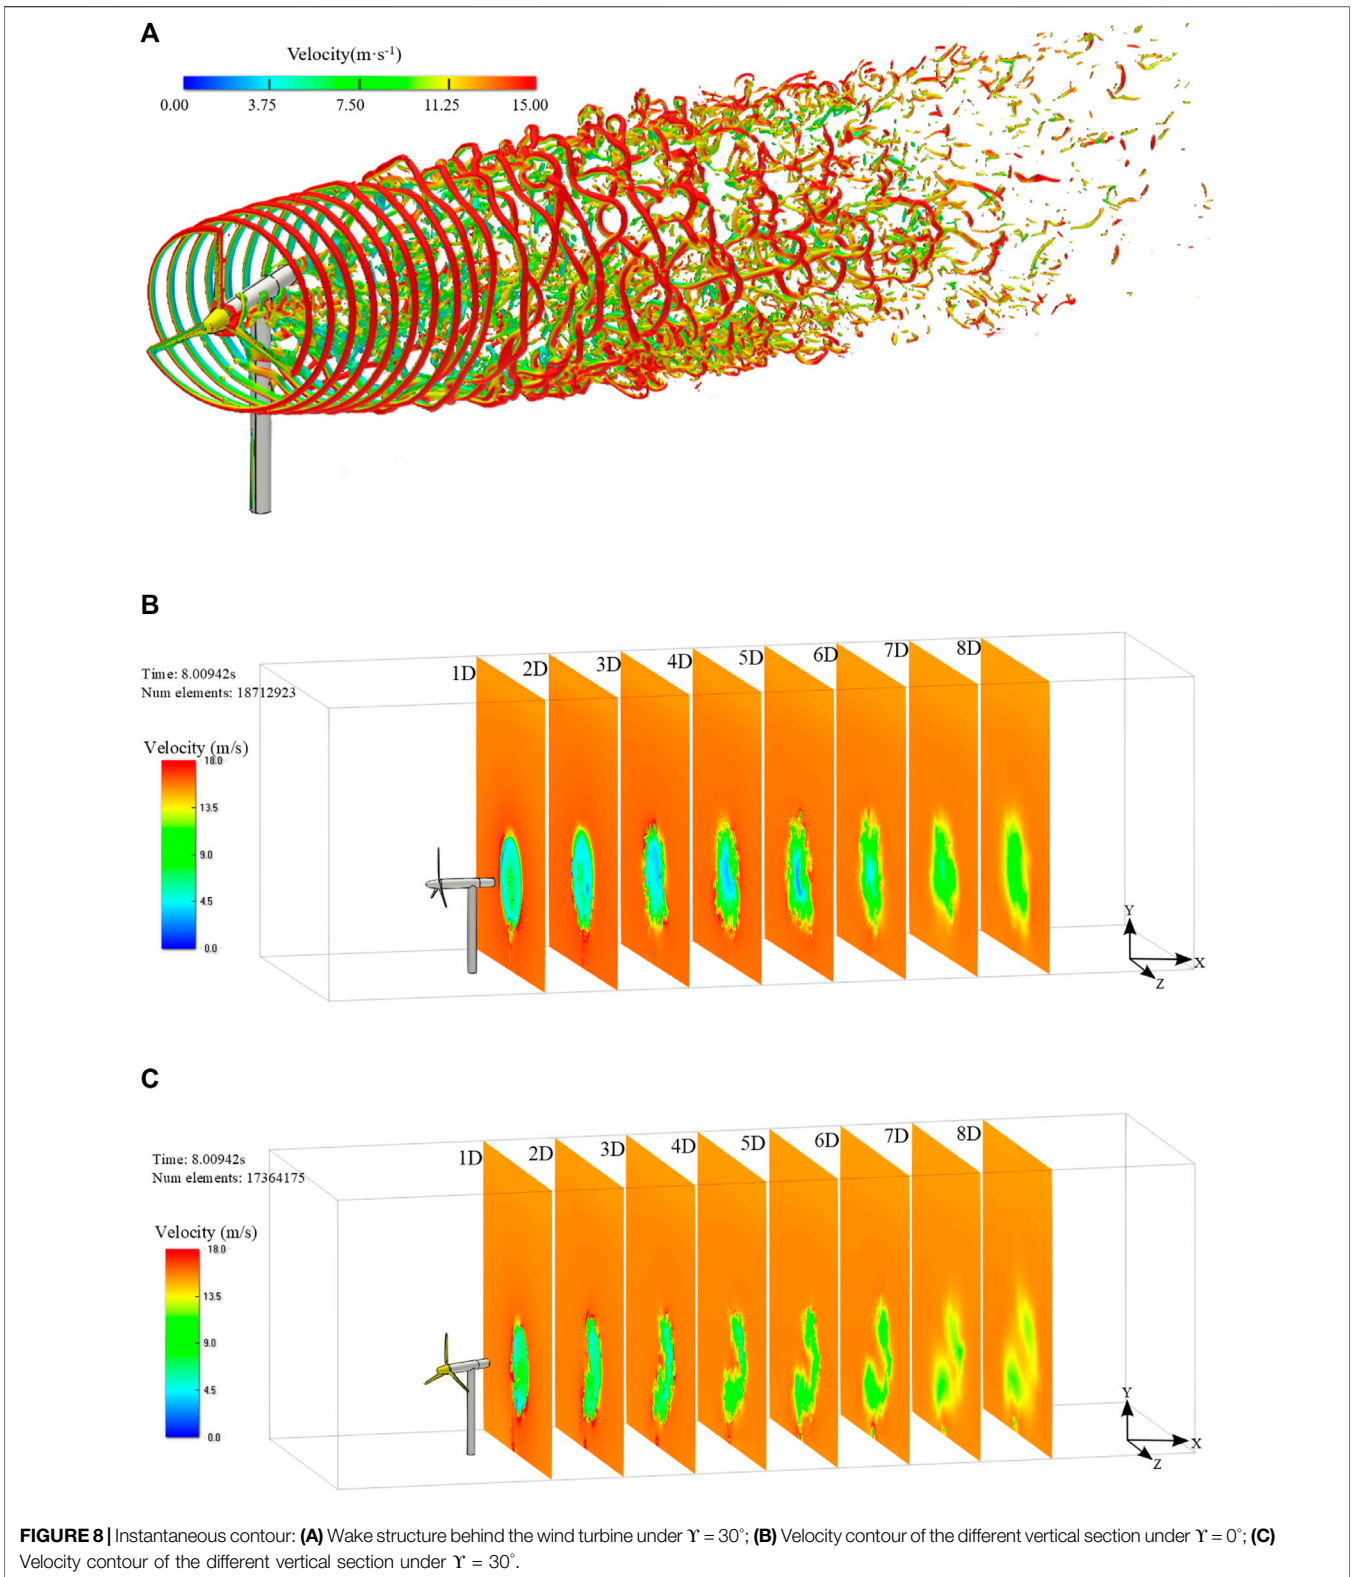 A
Velocity(m·s⁻¹)
0.00 3.75 7.50 11.25 15.00
B
Time: 8.00942s
Num elements: 18712923
Velocity (m/s)
18.0
13.5
9.0
4.5
0.0
1D 2D 3D 4D 5D 6D 7D 8D
Y
X
Z
C
Time: 8.00942s
Num elements: 17364175
Velocity (m/s)
18.0
13.5
9.0
4.5
0.0
1D 2D 3D 4D 5D 6D 7D 8D
Y
X
Z
FIGURE 8 | Instantaneous contour: (A) Wake structure behind the wind turbine under ϒ = 30°; (B) Velocity contour of the different vertical section under ϒ = 0°; (C)
Velocity contour of the different vertical section under ϒ = 30°.